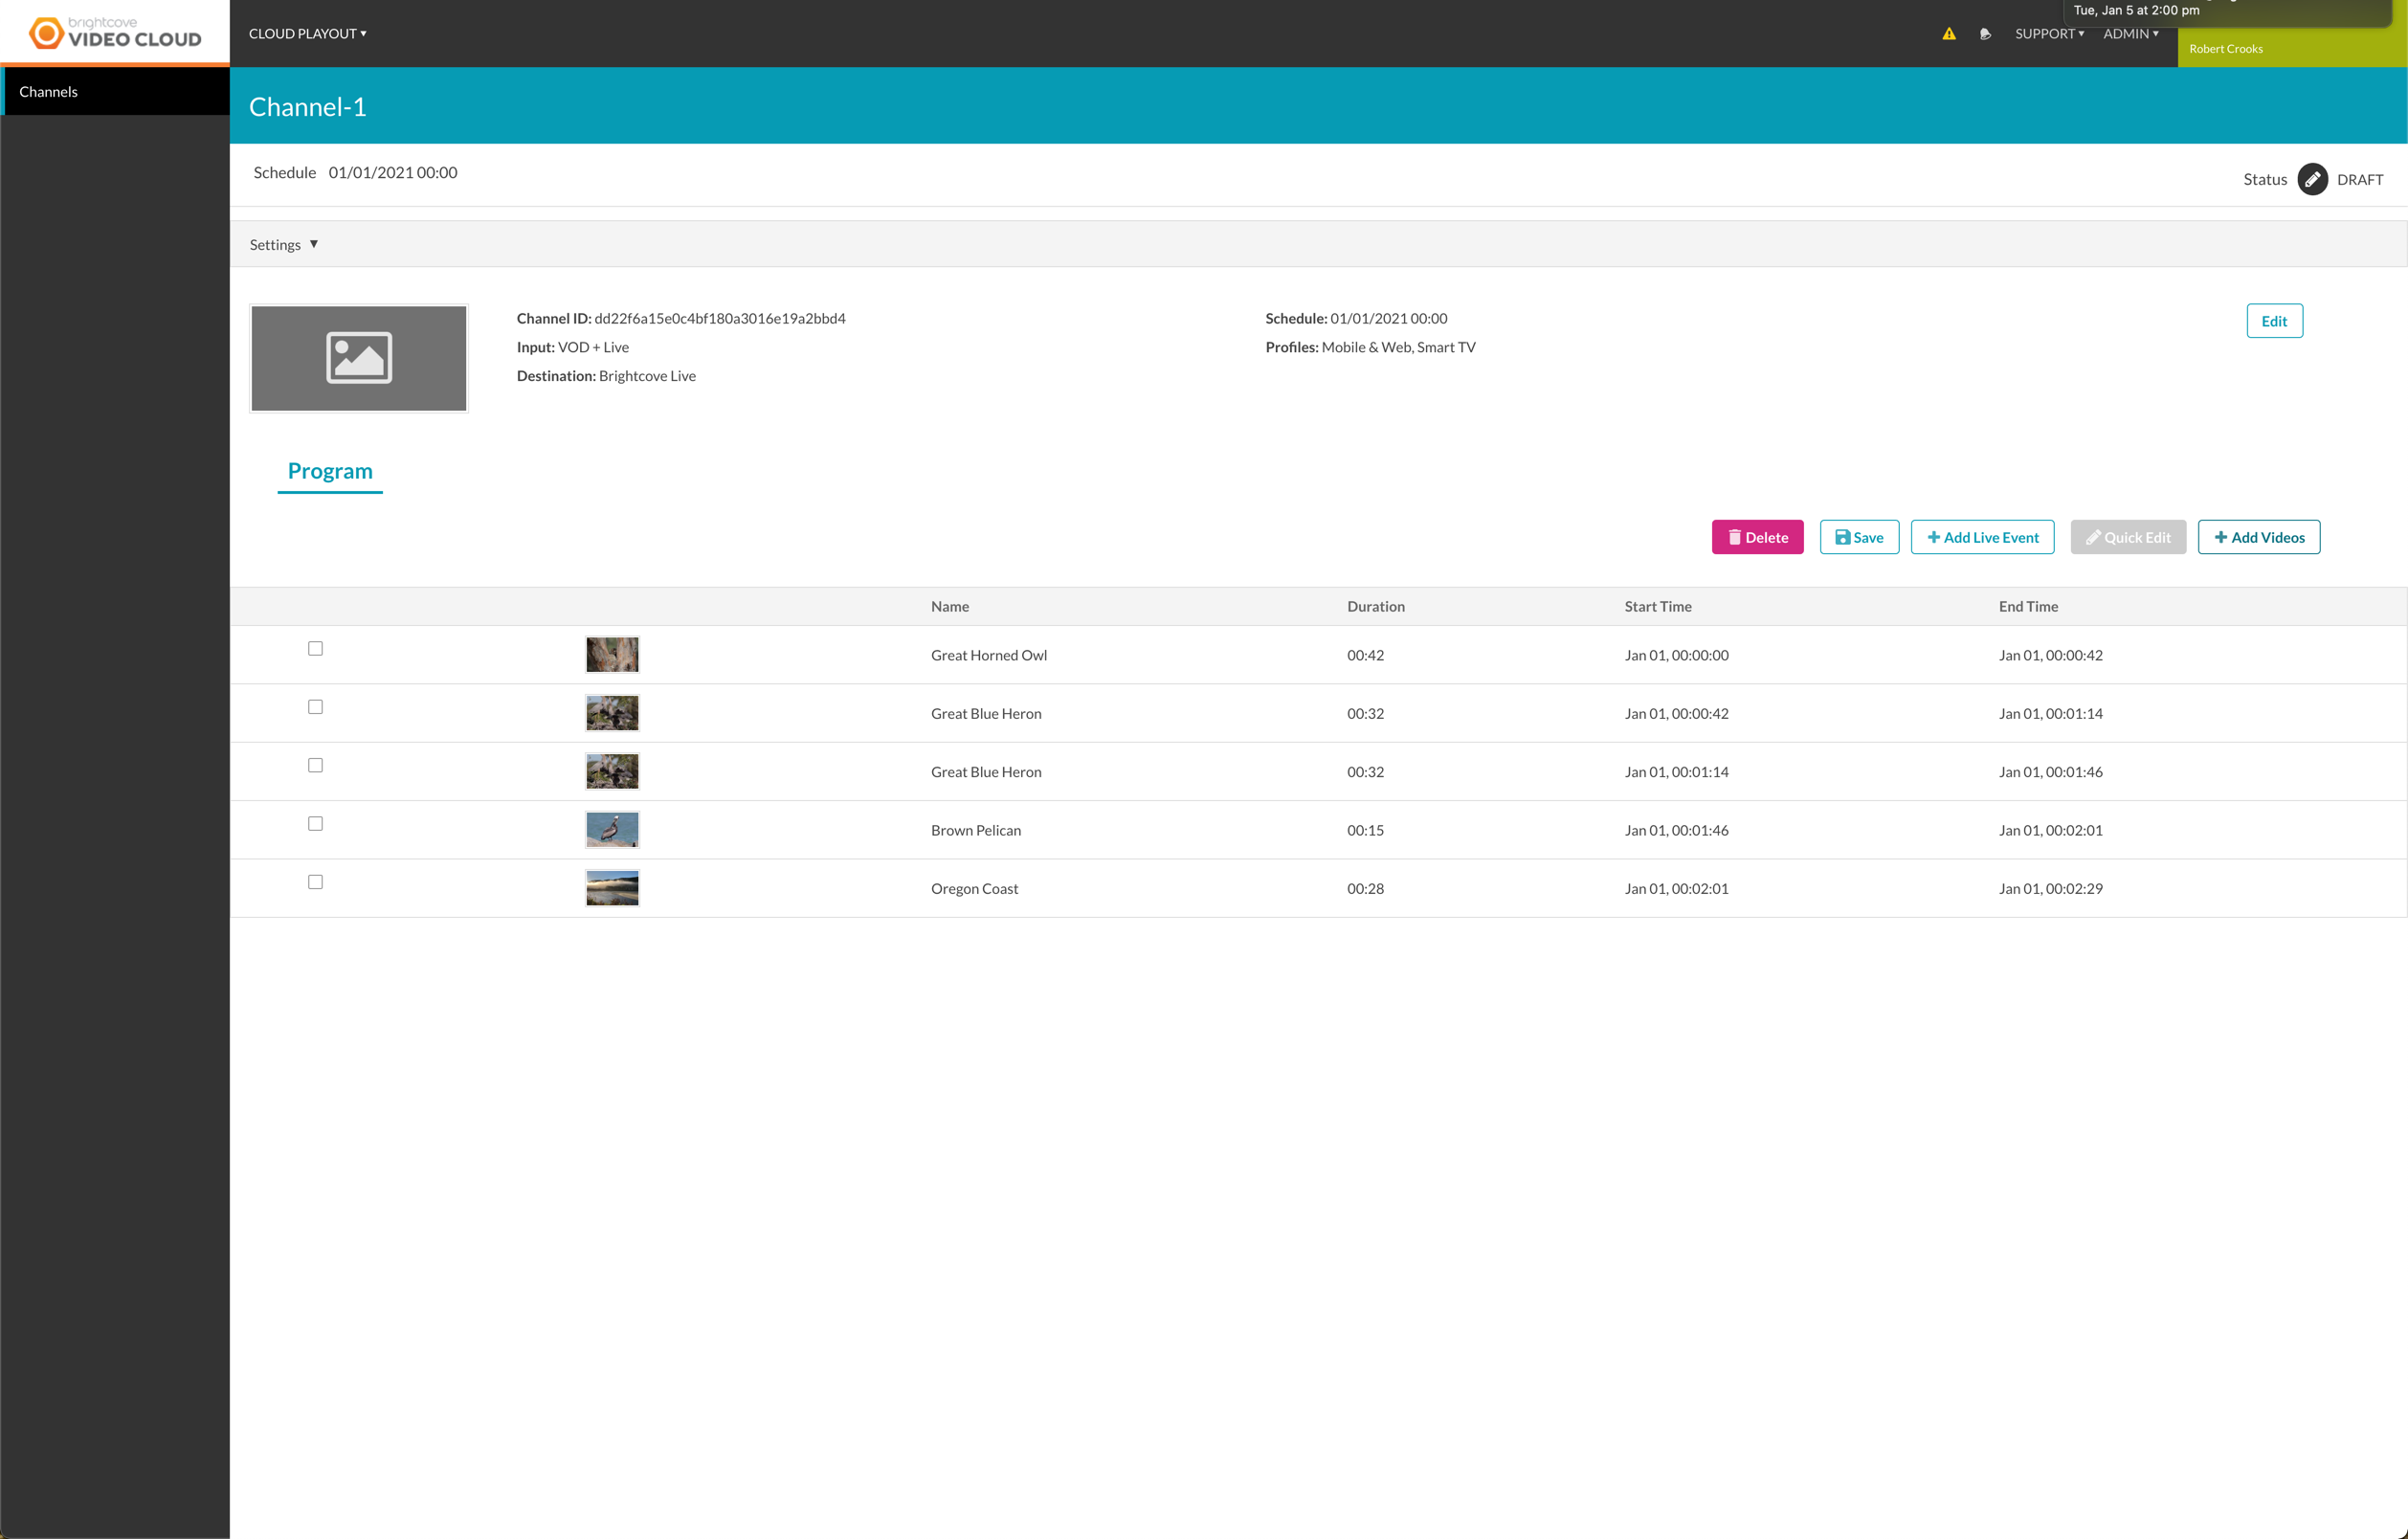 Tue, Jan 5 at 2:00 pm
brightcove
VIDEO CLOUD
CLOUD PLAYOUT ▾
SUPPORT ▾
ADMIN ▾
Robert Crooks
Channels
Channel-1
Schedule 01/01/2021 00:00
Status DRAFT
Settings ▼
Channel ID: dd22f6a15e0c4bf180a3016e19a2bbd4
Input: VOD + Live
Destination: Brightcove Live
Schedule: 01/01/2021 00:00
Profiles: Mobile & Web, Smart TV
Edit
Program
Delete Save + Add Live Event Quick Edit + Add Videos
Name Duration Start Time End Time
Great Horned Owl 00:42 Jan 01, 00:00:00 Jan 01, 00:00:42
Great Blue Heron 00:32 Jan 01, 00:00:42 Jan 01, 00:01:14
Great Blue Heron 00:32 Jan 01, 00:01:14 Jan 01, 00:01:46
Brown Pelican 00:15 Jan 01, 00:01:46 Jan 01, 00:02:01
Oregon Coast 00:28 Jan 01, 00:02:01 Jan 01, 00:02:29